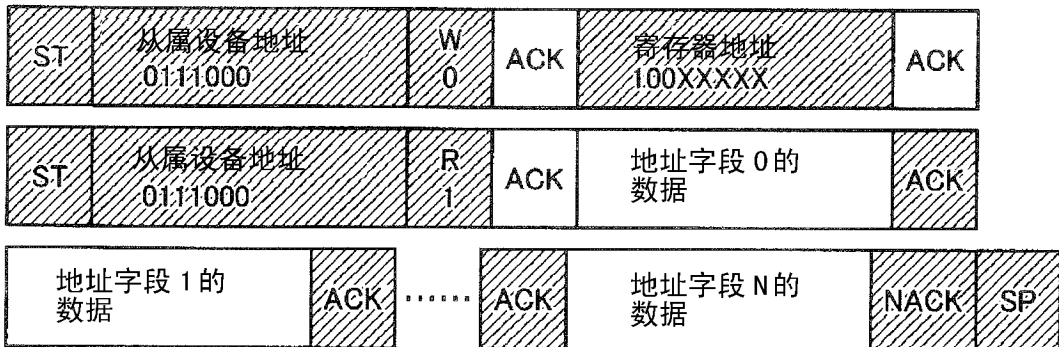 ST 从属设备地址 0111000 W 0 ACK 寄存器地址 100XXXXX ACK
ST 从属设备地址 0111000 R 1 ACK 地址字段 0 的数据 ACK
地址字段 1 的数据 ACK ······ ACK 地址字段 N 的数据 NACK SP